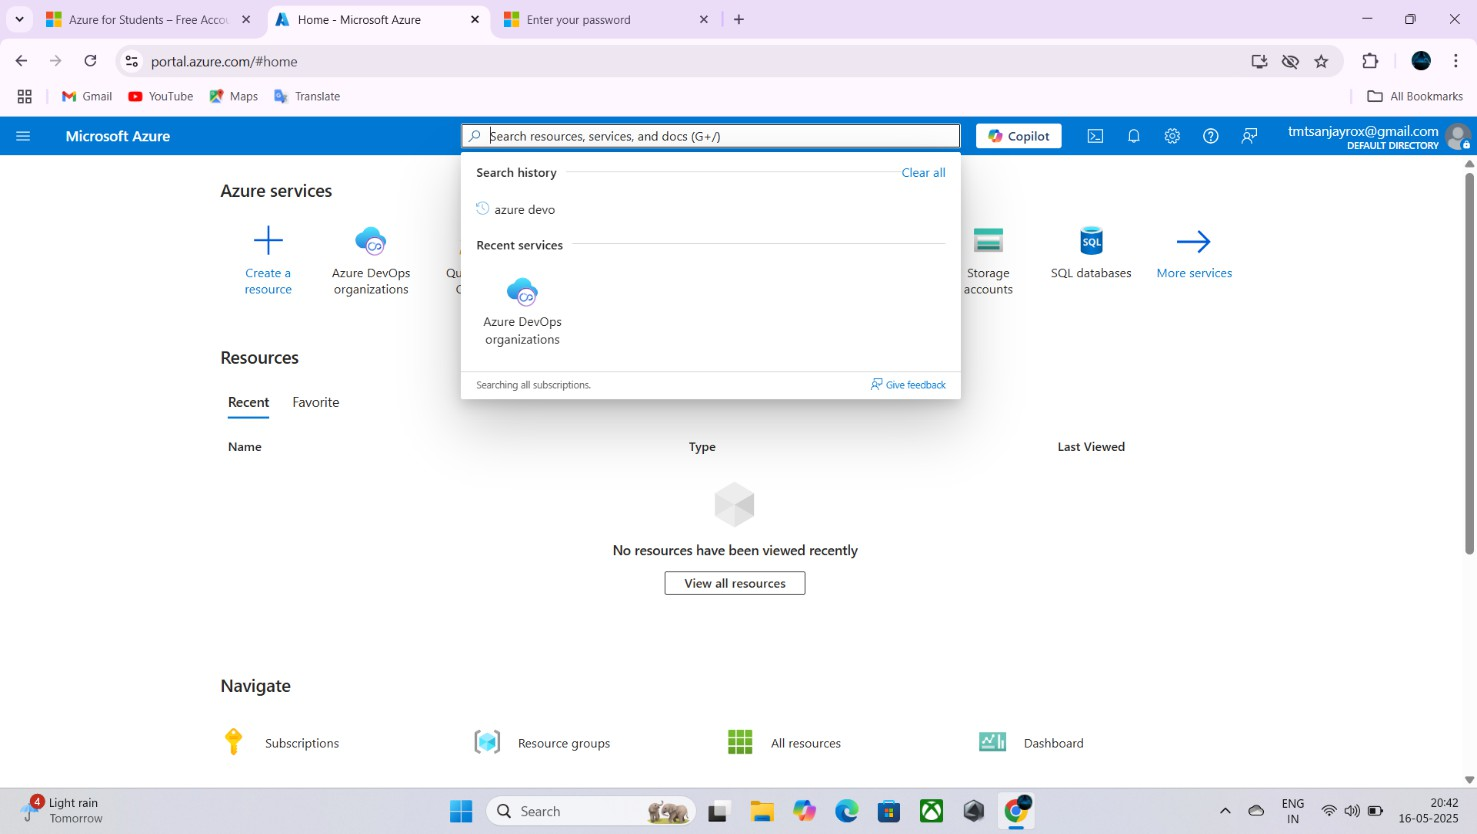 Azure for Students – Free Accou
Home - Microsoft Azure
Enter your password
portal.azure.com/#home
Gmail
YouTube
Maps
Translate
All Bookmarks
Microsoft Azure
Search resources, services, and docs (G+/)
Copilot
tmtsanjayrox@gmail.com
DEFAULT DIRECTORY
Search history
Clear all
azure devo
Recent services
Azure DevOps
organizations
Searching all subscriptions.
Give feedback
Azure services
Create a
resource
Azure DevOps
organizations
Qu
C
Storage
accounts
SQL
SQL databases
More services
Resources
Recent
Favorite
Name
Type
Last Viewed
No resources have been viewed recently
View all resources
Navigate
Subscriptions
Resource groups
All resources
Dashboard
4
Light rain
Tomorrow
Search
ENG
IN
20:42
16-05-2025